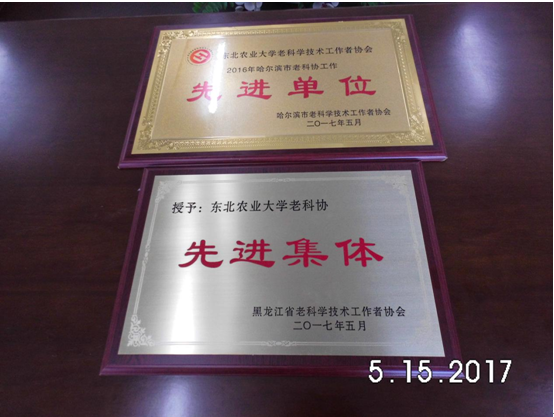 东北农业大学老科学技术工作者协会
2016年哈尔滨市老科协工作
先进单位
哈尔滨市老科学技术工作者协会
二〇一七年五月
授予：东北农业大学老科协
先进集体
黑龙江省老科学技术工作者协会
二〇一七年五月
5.15.2017